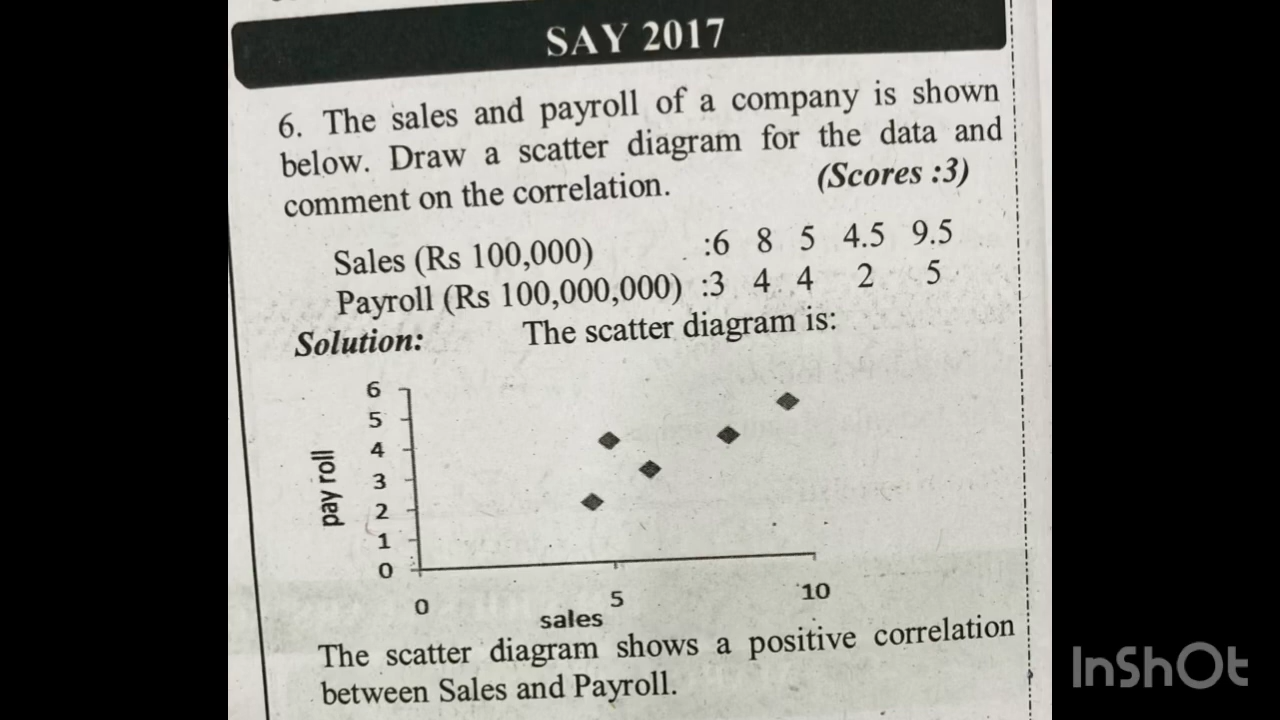 SAY 2017
6. The sales and payroll of a company is shown
below. Draw a scatter diagram for the data and
comment on the correlation. (Scores :3)
Sales (Rs 100,000) :6 8 5 4.5 9.5
Payroll (Rs 100,000,000) :3 4 4 2 5
Solution: The scatter diagram is:
6
5
4
3
2
1
0
pay roll
0 5 10
sales
The scatter diagram shows a positive correlation
between Sales and Payroll.
InShOt